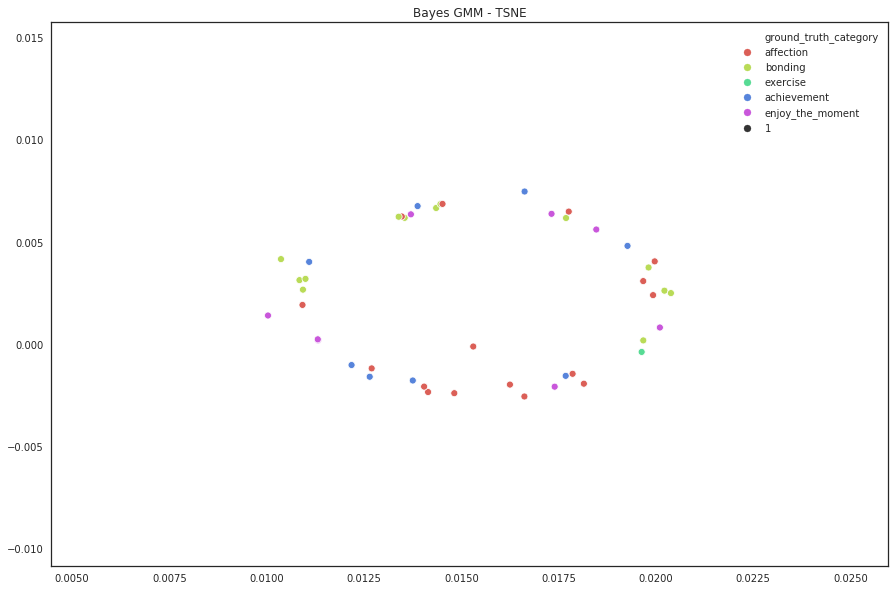 Bayes GMM - TSNE
ground_truth_category
affection
bonding
exercise
achievement
enjoy_the_moment
1
0.015
0.010
0.005
0.000
−0.005
−0.010
0.0050 0.0075 0.0100 0.0125 0.0150 0.0175 0.0200 0.0225 0.0250